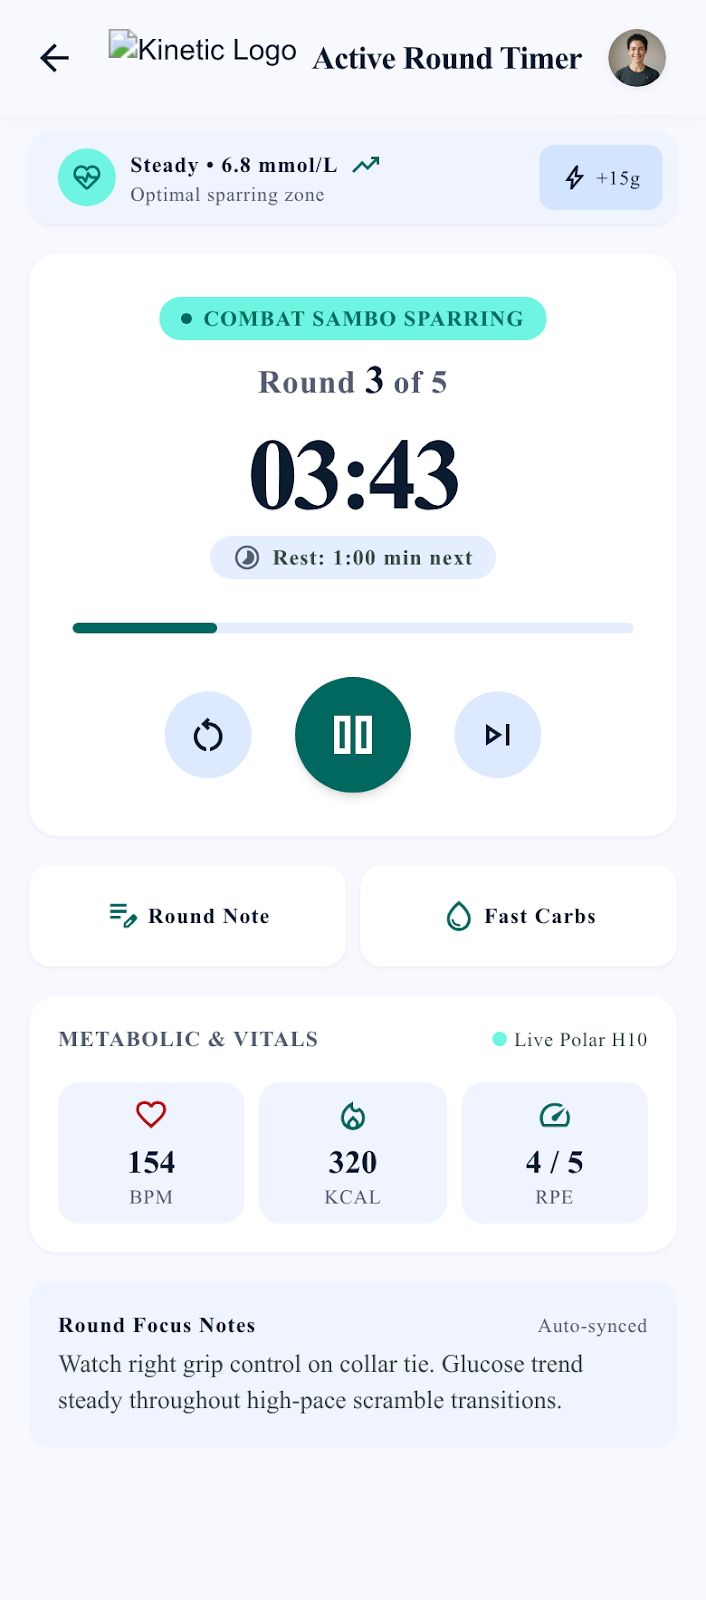 Kinetic Logo
Active Round Timer
Steady • 6.8 mmol/L
Optimal sparring zone
+15g
COMBAT SAMBO SPARRING
Round 3 of 5
03:43
Rest: 1:00 min next
Round Note
Fast Carbs
METABOLIC & VITALS
Live Polar H10
154
BPM
320
KCAL
4 / 5
RPE
Round Focus Notes
Auto-synced
Watch right grip control on collar tie. Glucose trend
steady throughout high-pace scramble transitions.